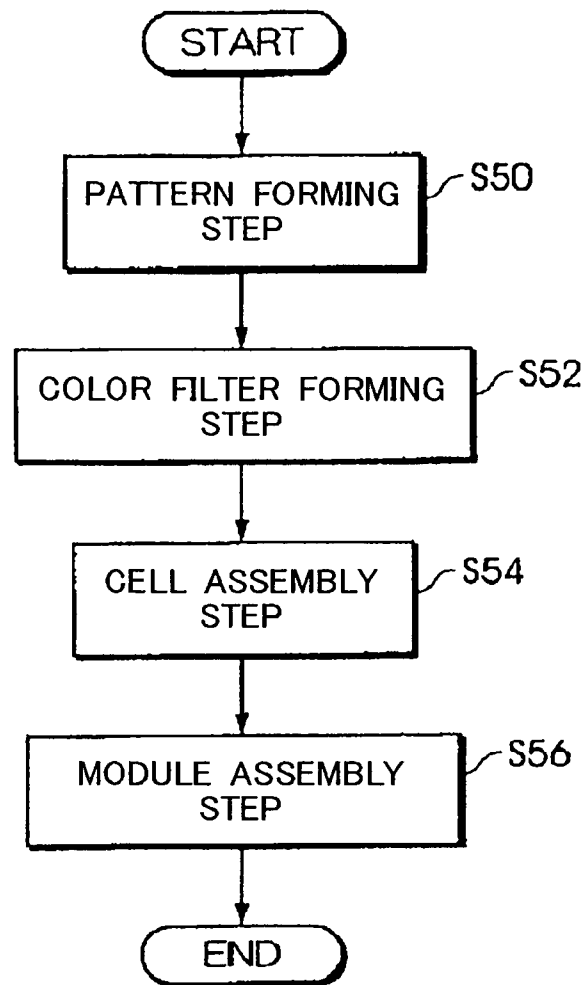 START
PATTERN FORMING
STEP
S50
COLOR FILTER FORMING
STEP
S52
CELL ASSEMBLY
STEP
S54
MODULE ASSEMBLY
STEP
S56
END